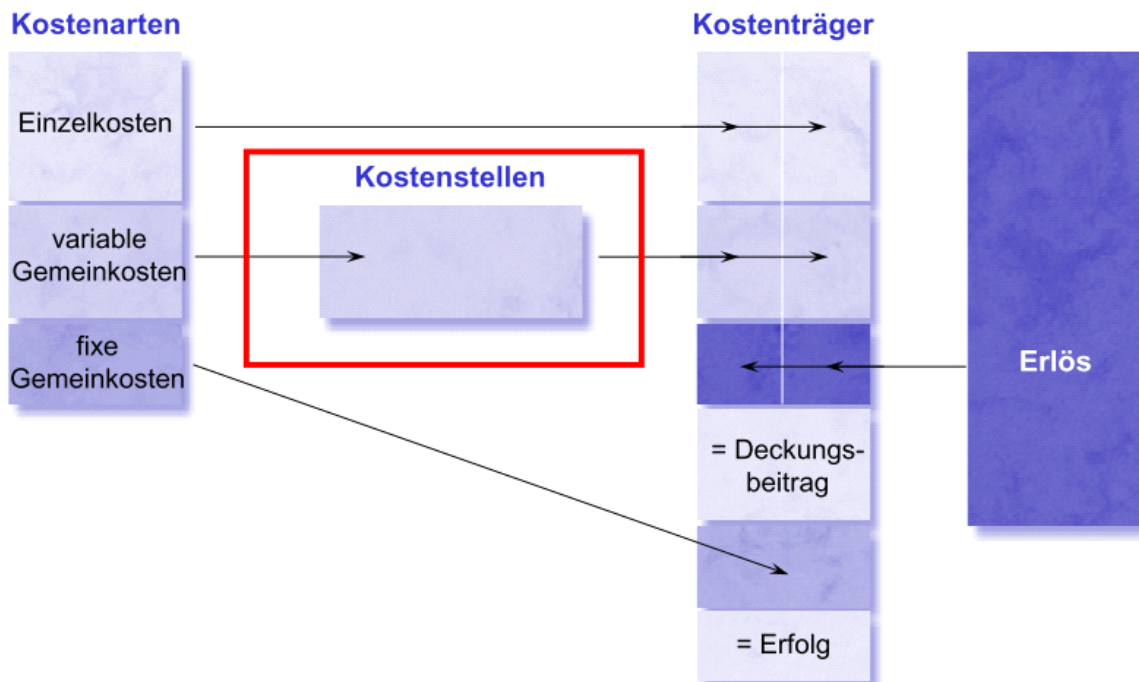 Kostenarten
Kostenträger
Einzelkosten
Kostenstellen
variable
Gemeinkosten
fixe
Gemeinkosten
Erlös
= Deckungs-
beitrag
= Erfolg